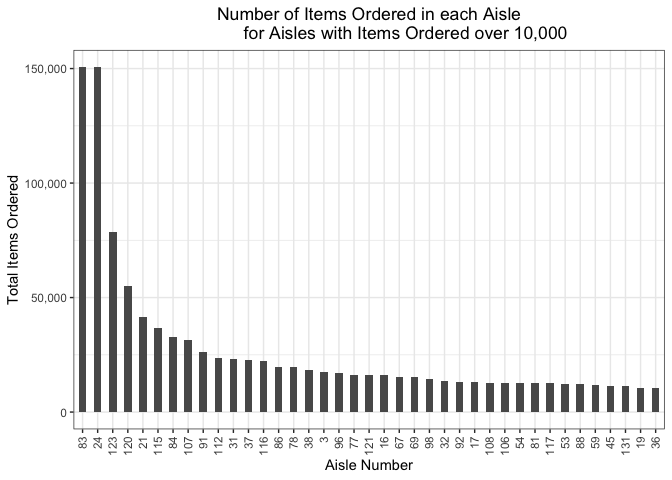 Number of Items Ordered in each Aisle
for Aisles with Items Ordered over 10,000
Total Items Ordered
150,000
100,000
50,000
0
83 24 123 120 21 115 84 107 91 112 31 37 116 86 78 38 3 96 77 121 16 67 69 98 32 92 17 108 106 54 81 117 53 88 59 45 131 19 36
Aisle Number